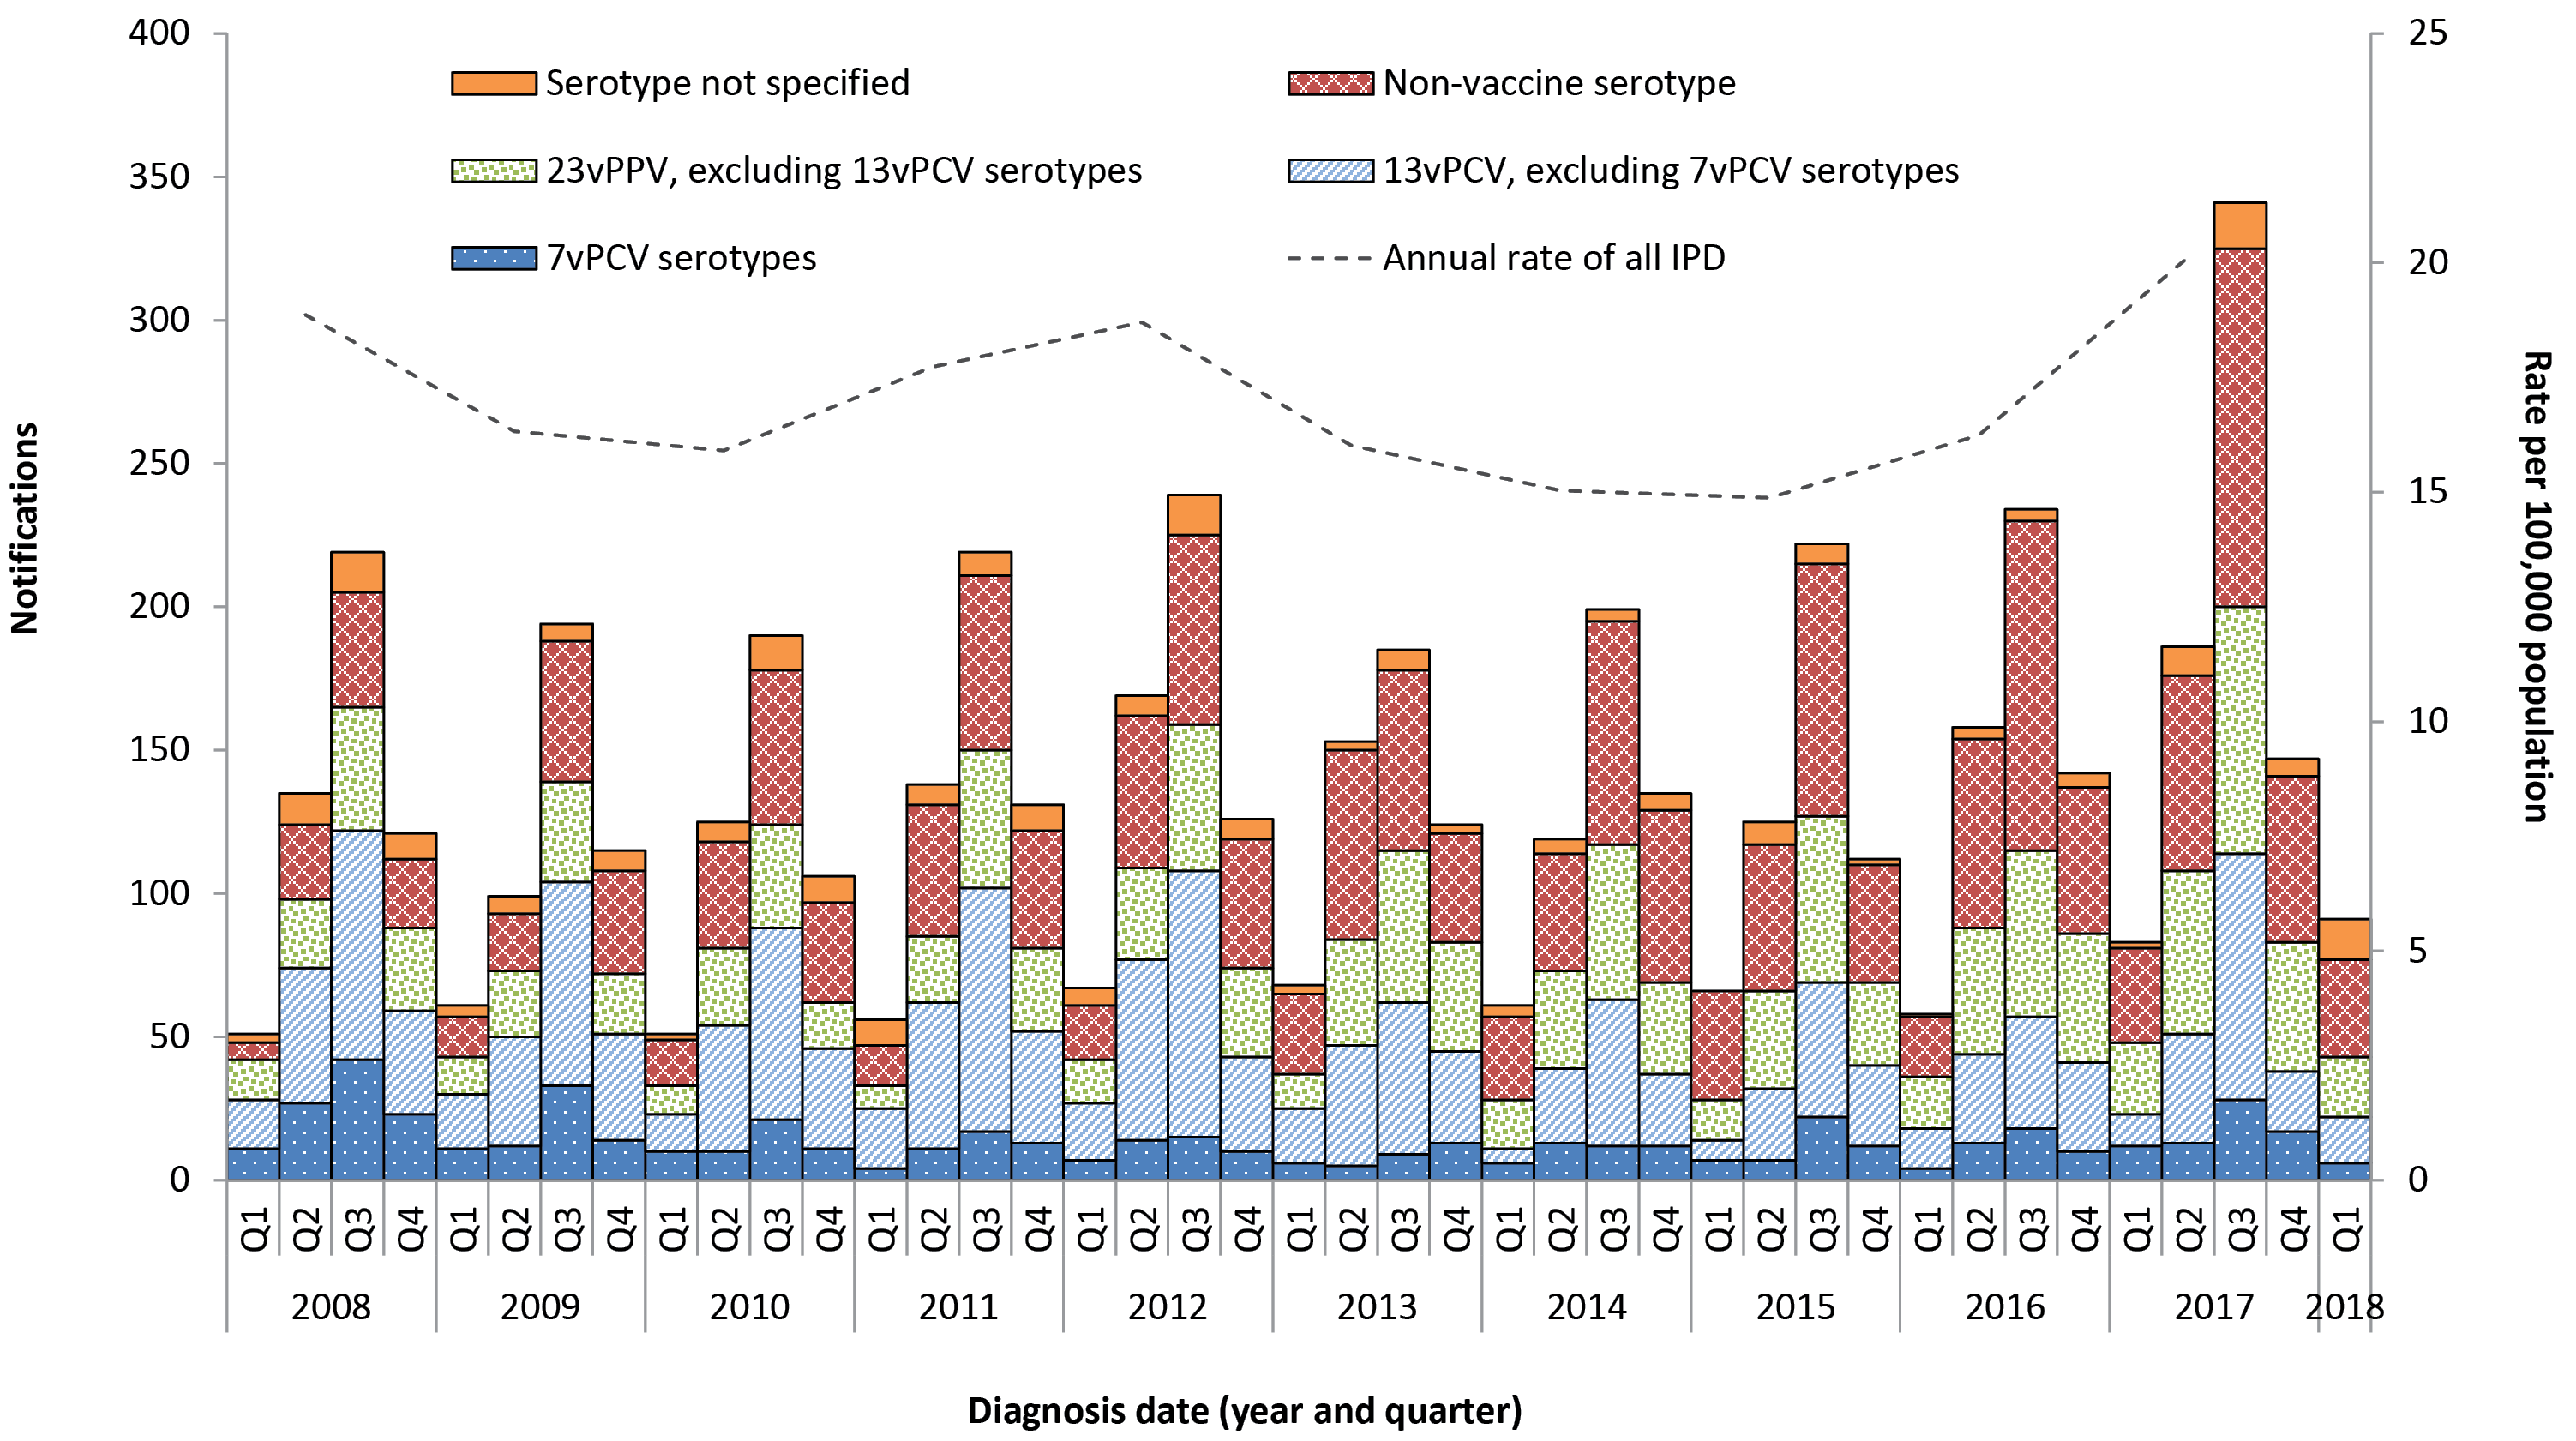 400
350
300
250
200
150
100
50
0
Notifications
Serotype not specified
Non-vaccine serotype
23vPPV, excluding 13vPCV serotypes
13vPCV, excluding 7vPCV serotypes
7vPCV serotypes
Annual rate of all IPD
25
20
15
10
5
0
Rate per 100,000 population
Q1 Q2 Q3 Q4 Q1 Q2 Q3 Q4 Q1 Q2 Q3 Q4 Q1 Q2 Q3 Q4 Q1 Q2 Q3 Q4 Q1 Q2 Q3 Q4 Q1 Q2 Q3 Q4 Q1 Q2 Q3 Q4 Q1 Q2 Q3 Q4 Q1 Q2 Q3 Q4 Q1
2008 2009 2010 2011 2012 2013 2014 2015 2016 2017 2018
Diagnosis date (year and quarter)